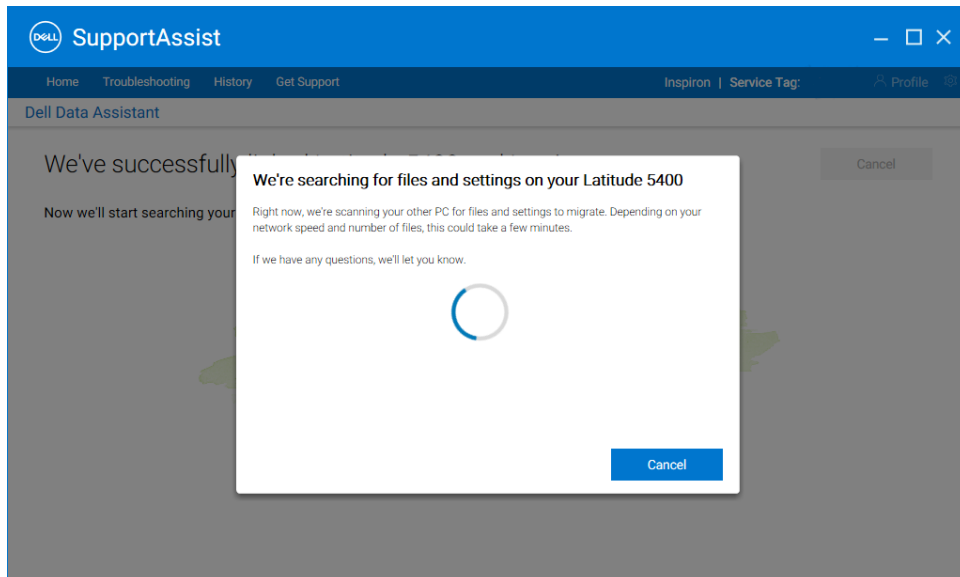 DELL SupportAssist
Home Troubleshooting History Get Support Inspiron | Service Tag: Profile
Dell Data Assistant
We've successfully
Cancel
Now we'll start searching your
We're searching for files and settings on your Latitude 5400
Right now, we're scanning your other PC for files and settings to migrate. Depending on your
network speed and number of files, this could take a few minutes.
If we have any questions, we'll let you know.
Cancel